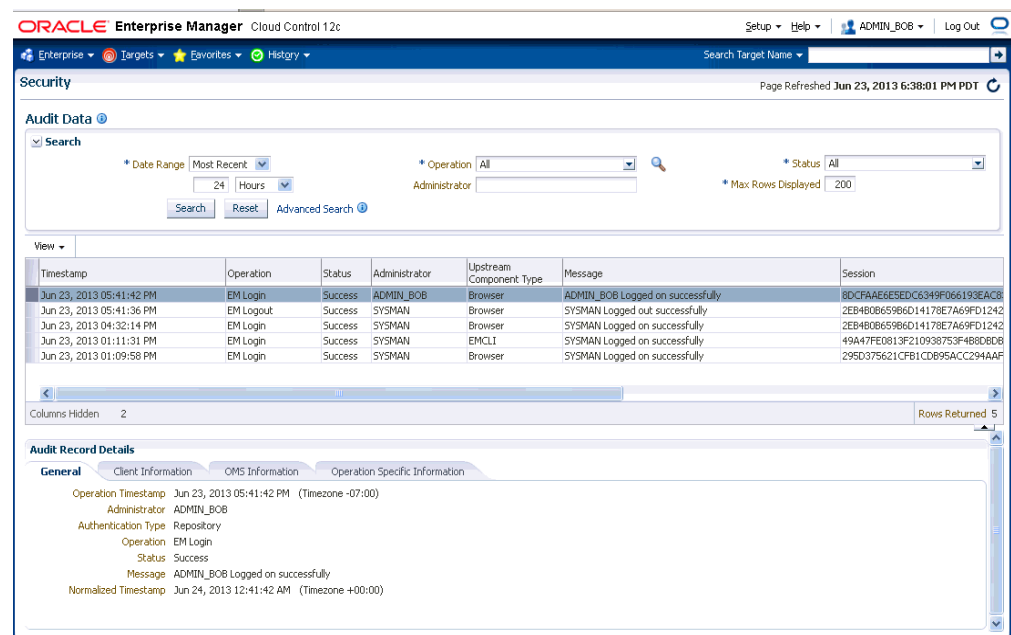 ORACLE Enterprise Manager Cloud Control 12c Setup Help ADMIN_BOB Log Out
Enterprise Targets Favorites History Search Target Name
Security Page Refreshed Jun 23, 2013 6:38:01 PM PDT
Audit Data
Search
* Date Range Most Recent * Operation All * Status All
24 Hours Administrator * Max Rows Displayed 200
Search Reset Advanced Search
View
Timestamp Operation Status Administrator Upstream Component Type Message Session
Jun 23, 2013 05:41:42 PM EM Login Success ADMIN_BOB Browser ADMIN_BOB Logged on successfully 8DCFAAE6E5EDC6349F066193EAC8
Jun 23, 2013 05:41:36 PM EM Logout Success SYSMAN Browser SYSMAN Logged out successfully 2EB4B0B659B6D14178E7A69FD1242
Jun 23, 2013 04:32:14 PM EM Login Success SYSMAN Browser SYSMAN Logged on successfully 2EB4B0B659B6D14178E7A69FD1242
Jun 23, 2013 01:11:31 PM EM Login Success SYSMAN EMCLI SYSMAN Logged on successfully 49A47FE0813F210938753F4B8DBDB
Jun 23, 2013 01:09:58 PM EM Login Success SYSMAN Browser SYSMAN Logged on successfully 295D375621CFB1CDB95ACC294AAF
Columns Hidden 2 Rows Returned 5
Audit Record Details
General Client Information OMS Information Operation Specific Information
Operation Timestamp Jun 23, 2013 05:41:42 PM (Timezone -07:00)
Administrator ADMIN_BOB
Authentication Type Repository
Operation EM Login
Status Success
Message ADMIN_BOB Logged on successfully
Normalized Timestamp Jun 24, 2013 12:41:42 AM (Timezone +00:00)